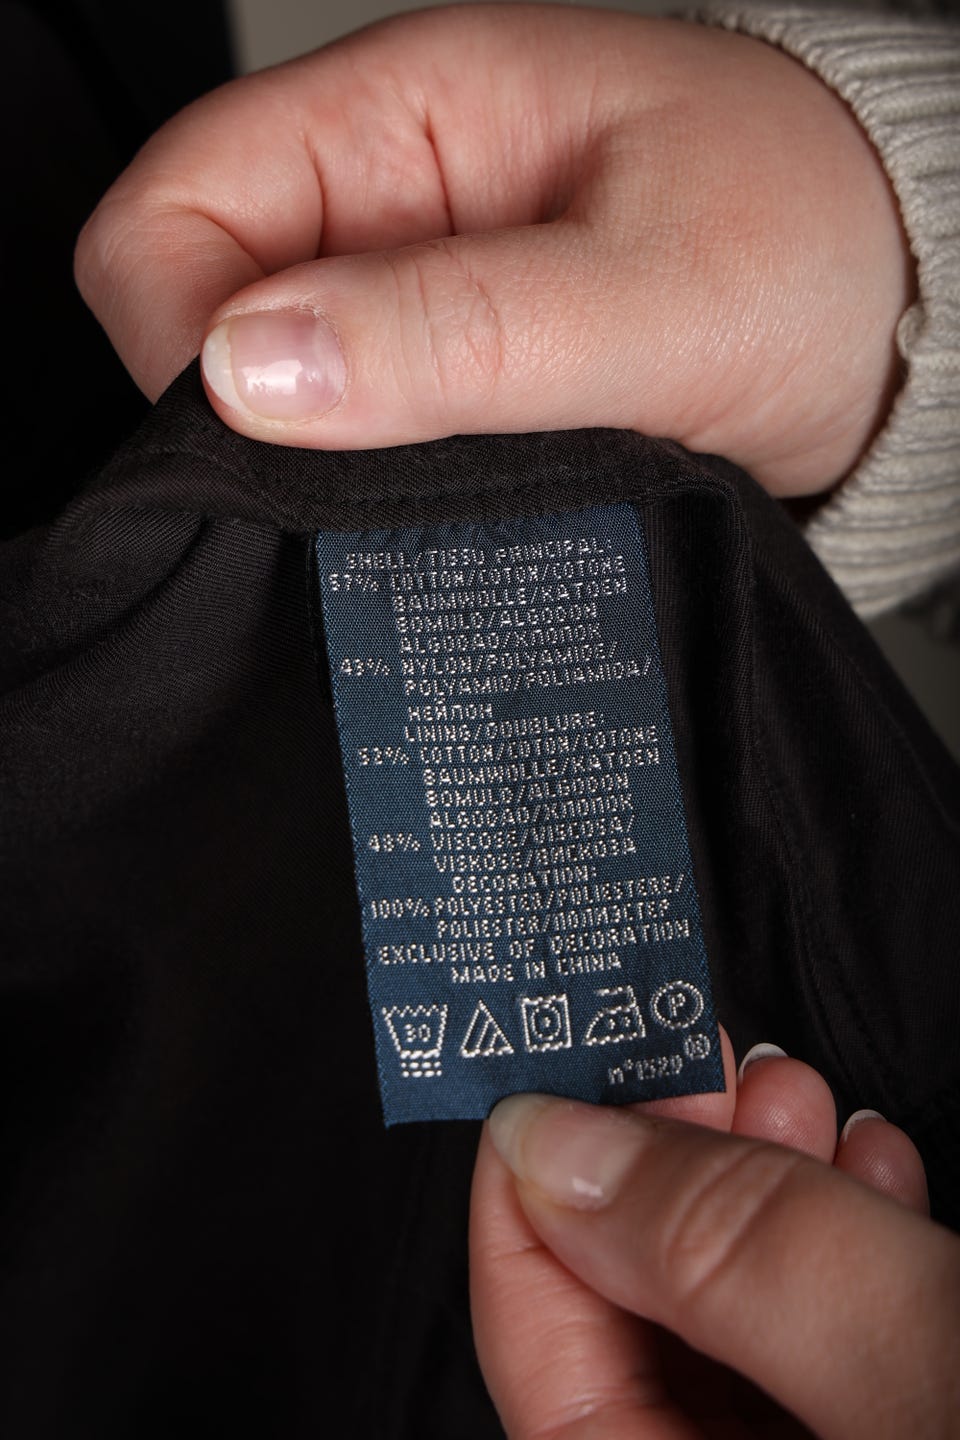 SHELL/TISSU PRINCIPAL:
57% COTTON/COTON/COTONE
BAUMWOLLE/KATOEN
BOMULD/ALGODON
ALGODAO/ХЛОПОК
43% NYLON/POLYAMIRE/
POLYAMID/POLIAMIDA/
НЕЙЛОН
LINING/DOUBLURE:
52% COTTON/COTON/COTONE
BAUMWOLLE/KATOEN
BOMULD/ALGODON
ALGODAO/ХЛОПОК
48% VISCOSE/VISCOSA/
VISKOSE/ВИСКОЗА
DECORATION:
100% POLYESTER/POLIESTERE/
POLIESTER/ПОЛИЭСТЕР
EXCLUSIVE OF DECORATION
MADE IN CHINA
30
P
n°1520 ®